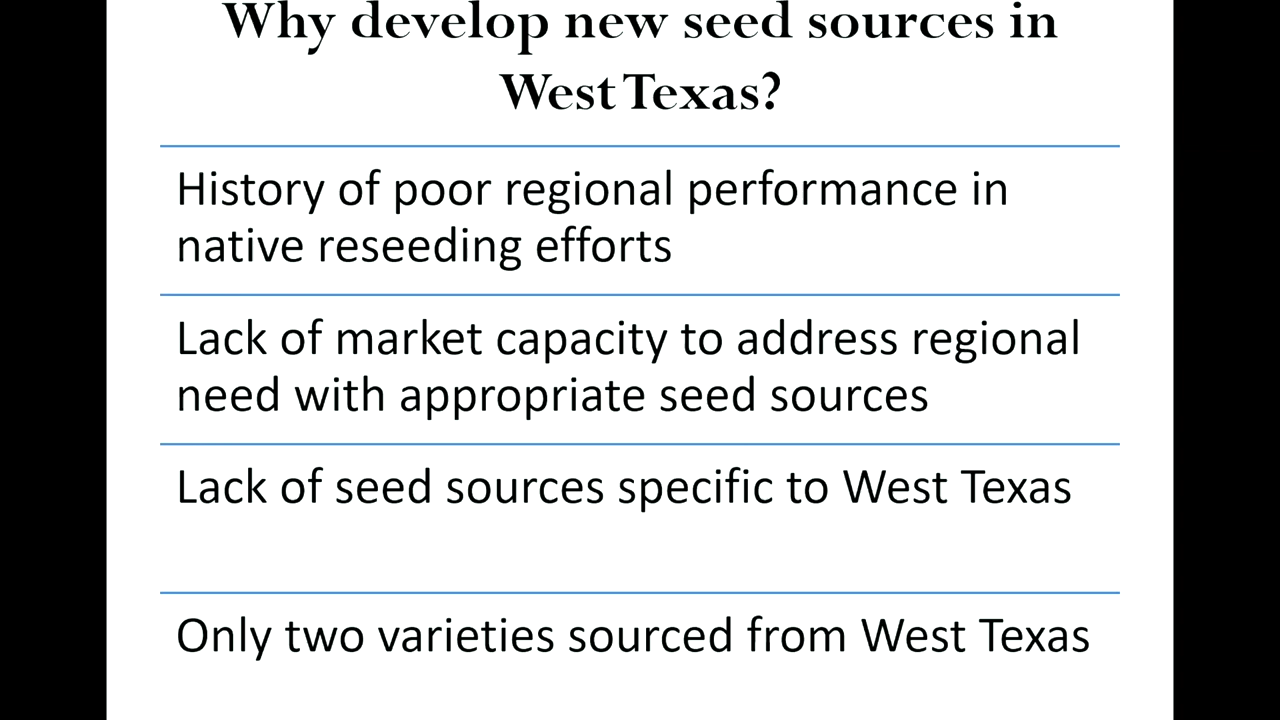 Why develop new seed sources in
West Texas?
History of poor regional performance in
native reseeding efforts
Lack of market capacity to address regional
need with appropriate seed sources
Lack of seed sources specific to West Texas
Only two varieties sourced from West Texas